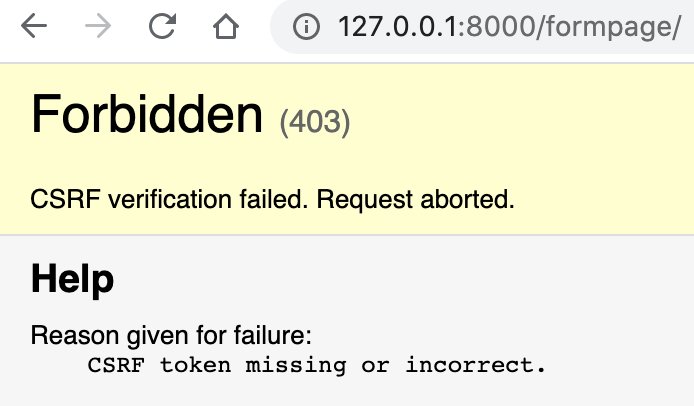 127.0.0.1:8000/formpage/
Forbidden (403)
CSRF verification failed. Request aborted.
Help
Reason given for failure:
CSRF token missing or incorrect.